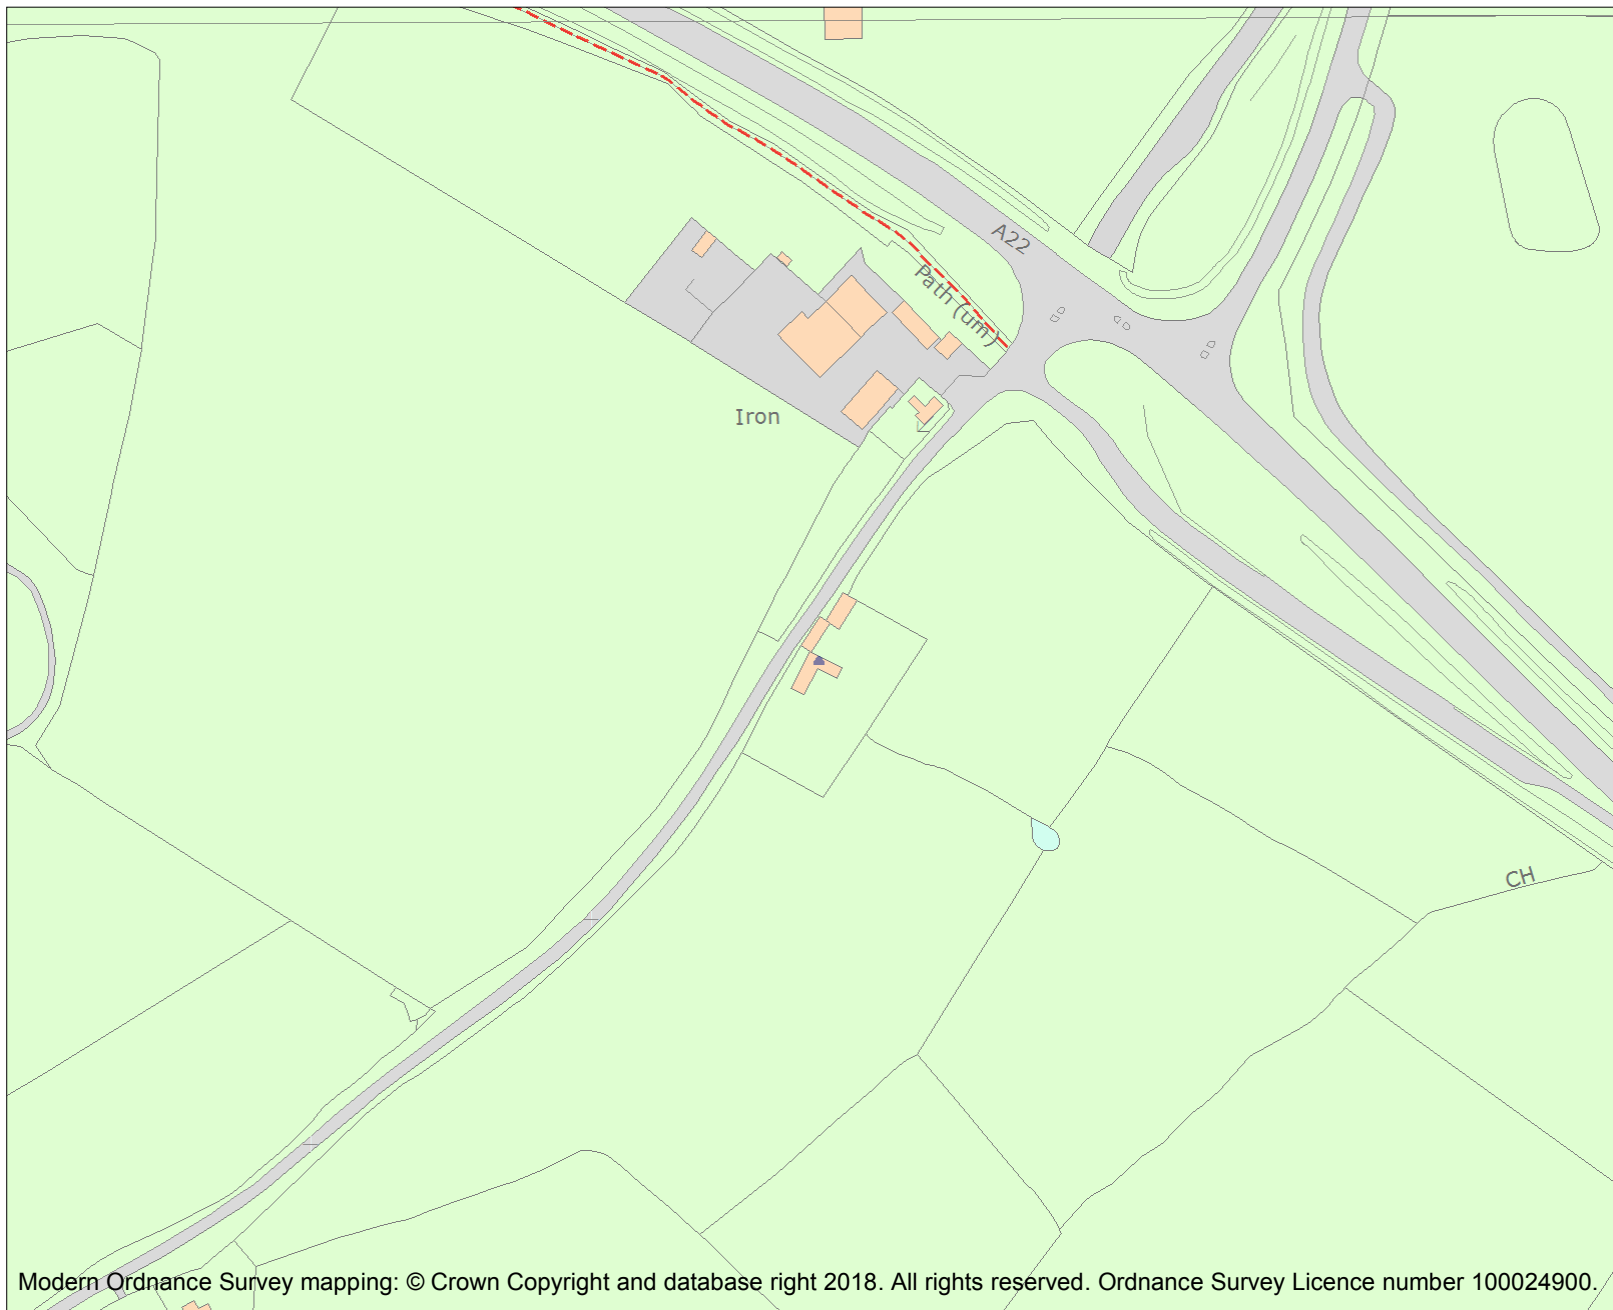 A22
Path (um)
Iron
CH
Modern Ordnance Survey mapping: © Crown Copyright and database right 2018. All rights reserved. Ordnance Survey Licence number 100024900.